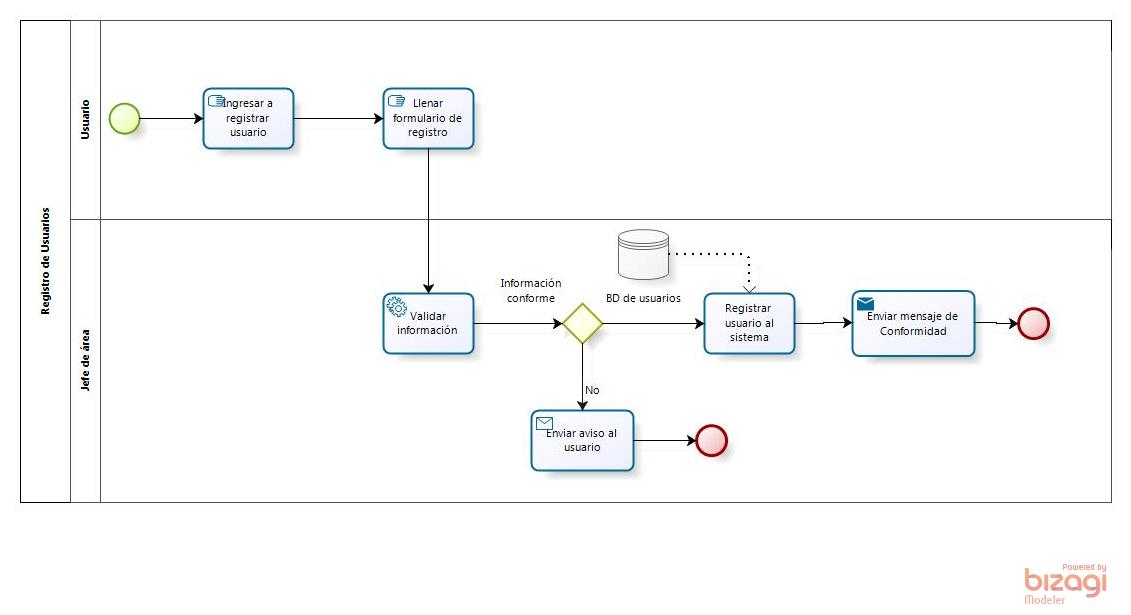 Registro de Usuarios
Usuario
Ingresar a
registrar
usuario
Llenar
formulario de
registro
Jefe de área
Validar
información
Información
conforme
No
BD de usuarios
Registrar
usuario al
sistema
Enviar mensaje de
Conformidad
Enviar aviso al
usuario
Powered by
bizagi
Modeler